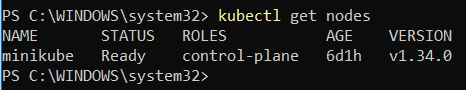 PS C:\WINDOWS\system32> kubectl get nodes
NAME       STATUS   ROLES           AGE    VERSION
minikube   Ready    control-plane   6d1h   v1.34.0
PS C:\WINDOWS\system32>